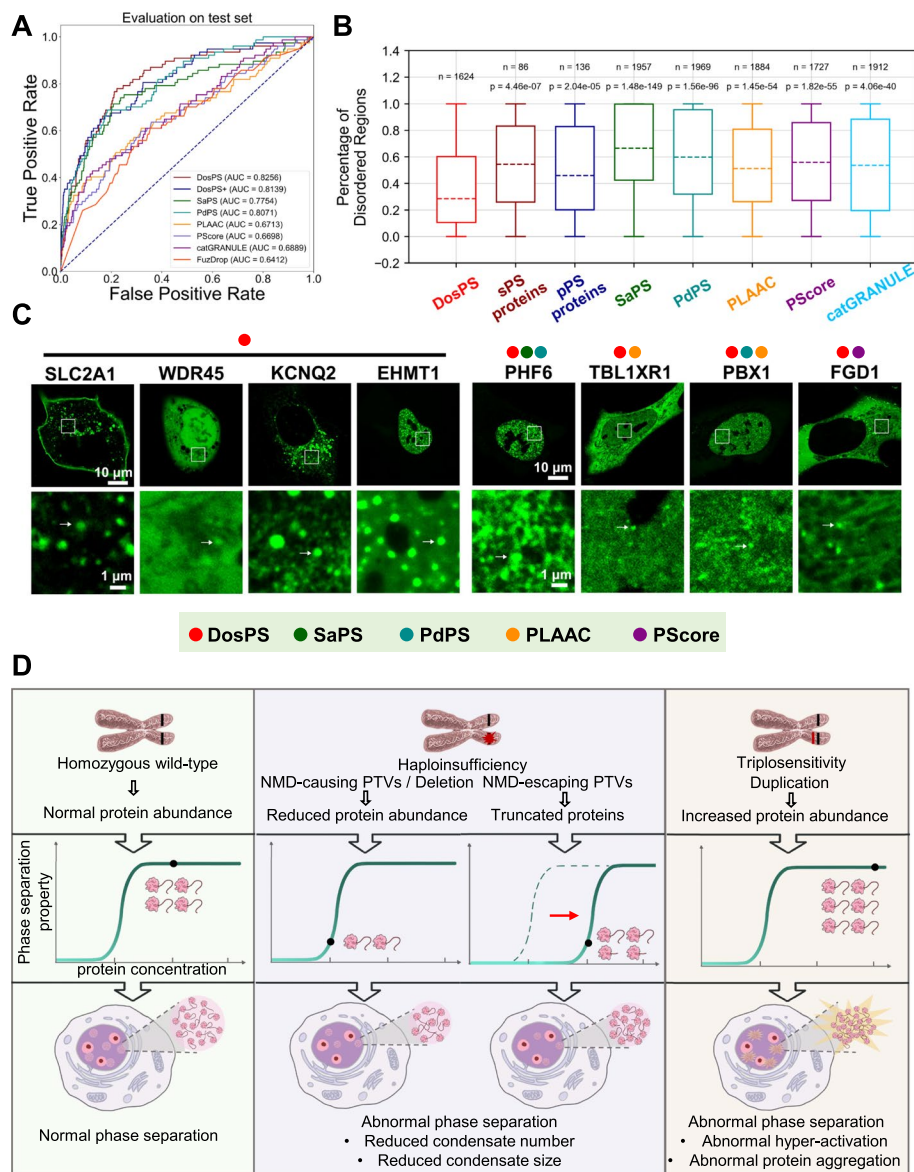 A
Evaluation on test set
True Positive Rate
1.0
0.8
0.6
0.4
0.2
0.0
0.0
0.2
0.4
0.6
0.8
1.0
False Positive Rate
DosPS (AUC = 0.8256)
DosPS+ (AUC = 0.8139)
SaPS (AUC = 0.7754)
PdPS (AUC = 0.8071)
PLAAC (AUC = 0.6713)
PScore (AUC = 0.6698)
catGRANULE (AUC = 0.6889)
FuzDrop (AUC = 0.6412)
B
Percentage of
Disordered Regions
1.4
1.2
1.0
0.8
0.6
0.4
0.2
0.0
−0.2
n = 1624
n = 86
n = 136
n = 1957
n = 1969
n = 1884
n = 1727
n = 1912
p = 4.46e-07
p = 2.04e-05
p = 1.48e-149
p = 1.56e-96
p = 1.45e-54
p = 1.82e-55
p = 4.06e-40
DosPS
sPS
proteins
pPS
proteins
SaPS
PdPS
PLAAC
PScore
catGRANULE
C
SLC2A1
WDR45
KCNQ2
EHMT1
PHF6
TBL1XR1
PBX1
FGD1
10 µm
10 µm
1 µm
1 µm
DosPS
SaPS
PdPS
PLAAC
PScore
D
Homozygous wild-type
Normal protein abundance
Haploinsufficiency
NMD-causing PTVs / Deletion
NMD-escaping PTVs
Reduced protein abundance
Truncated proteins
Triplosensitivity
Duplication
Increased protein abundance
Phase separation
property
protein concentration
Normal phase separation
Abnormal phase separation
• Reduced condensate number
• Reduced condensate size
Abnormal phase separation
• Abnormal hyper-activation
• Abnormal protein aggregation